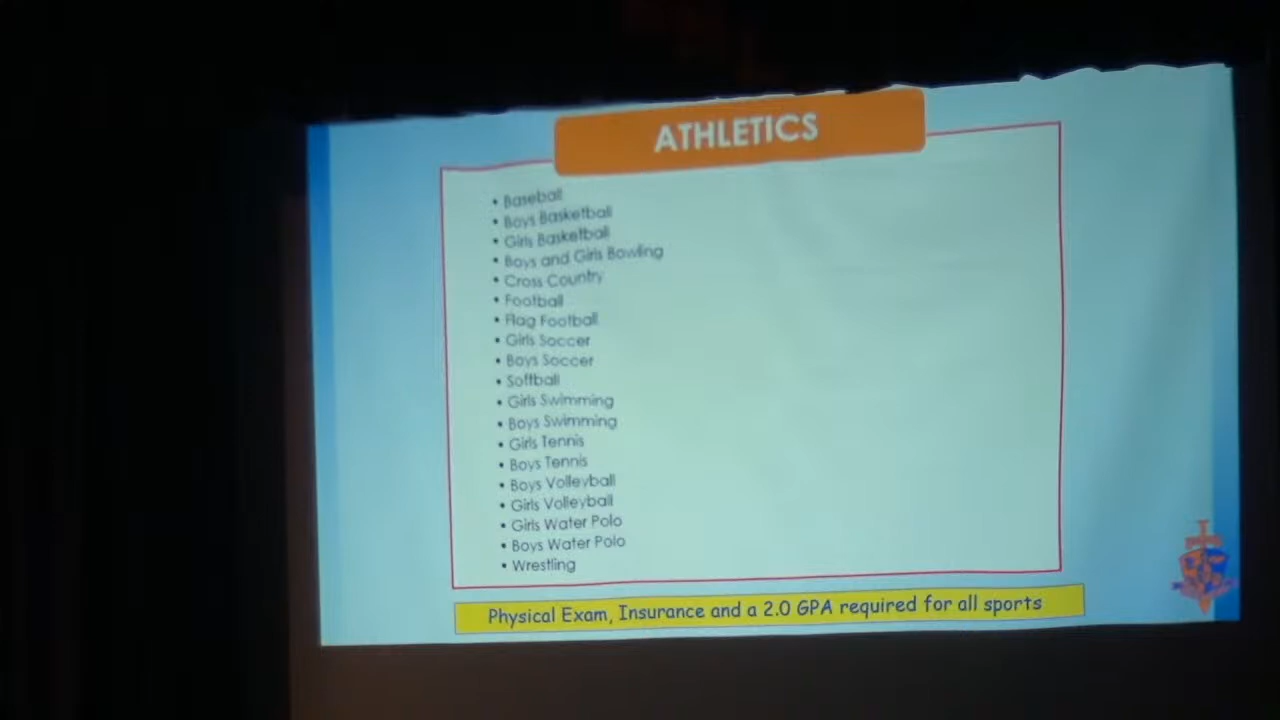 ATHLETICS
• Baseball
• Boys Basketball
• Girls Basketball
• Boys and Girls Bowling
• Cross Country
• Football
• Flag Football
• Girls Soccer
• Boys Soccer
• Softball
• Girls Swimming
• Boys Swimming
• Girls Tennis
• Boys Tennis
• Boys Volleyball
• Girls Volleyball
• Girls Water Polo
• Boys Water Polo
• Wrestling
Physical Exam, Insurance and a 2.0 GPA required for all sports